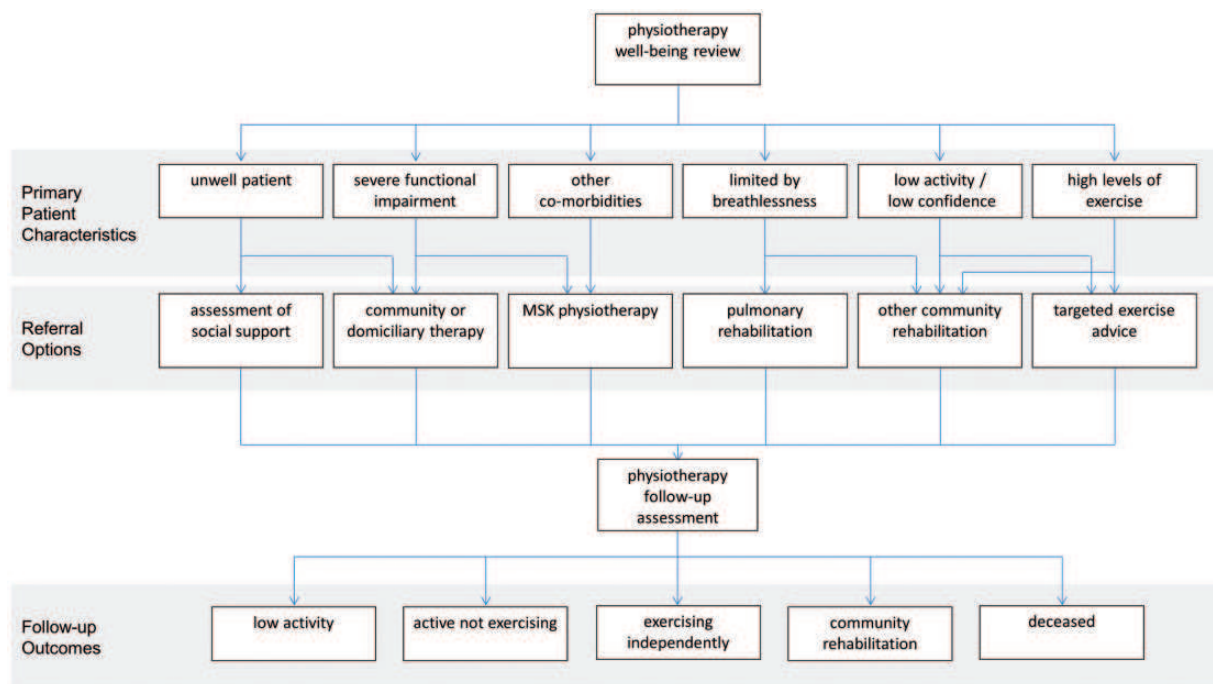 physiotherapy
well-being review
Primary
Patient
Characteristics
unwell patient
severe functional
impairment
other
co-morbidities
limited by
breathlessness
low activity /
low confidence
high levels of
exercise
Referral
Options
assessment of
social support
community or
domiciliary therapy
MSK physiotherapy
pulmonary
rehabilitation
other community
rehabilitation
targeted exercise
advice
physiotherapy
follow-up
assessment
Follow-up
Outcomes
low activity
active not exercising
exercising
independently
community
rehabilitation
deceased